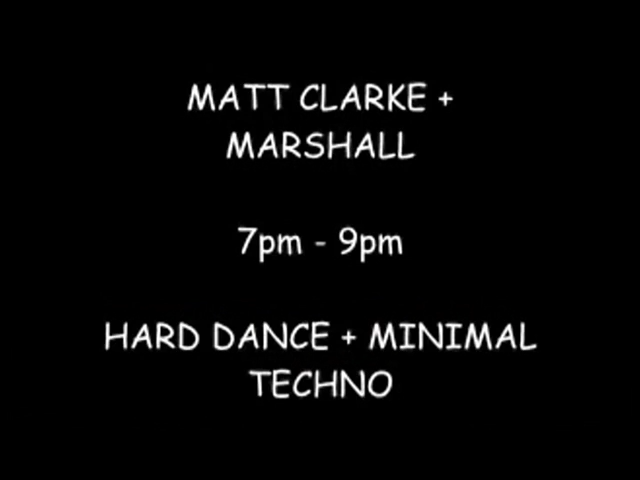 MATT CLARKE +
MARSHALL
7pm - 9pm
HARD DANCE + MINIMAL
TECHNO